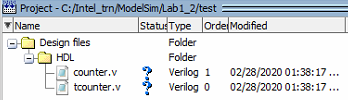 Project - C:/Intel_trn/ModelSim/Lab1_2/test
Name Status Type Order Modified
Design files Folder
HDL Folder
counter.v ? Verilog 1 02/28/2020 01:38:17 ...
tcounter.v ? Verilog 0 02/28/2020 01:38:17 ...